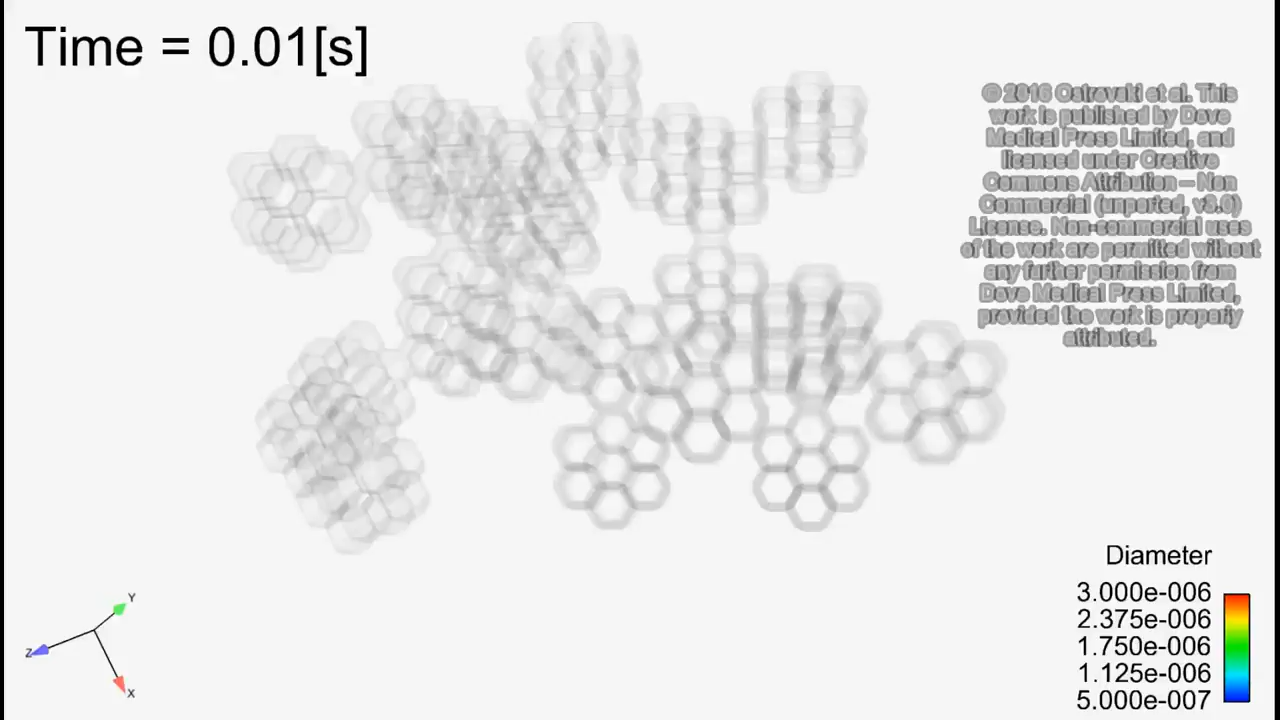 Time = 0.01[s]
© 2016 Ostrovski et al. This
work is published by Dove
Medical Press Limited, and
licensed under Creative
Commons Attribution – Non
Commercial (unported, v3.0)
License. Non-commercial uses
of the work are permitted without
any further permission from
Dove Medical Press Limited,
provided the work is properly
attributed.
Diameter
3.000e-006
2.375e-006
1.750e-006
1.125e-006
5.000e-007
Y
Z
X